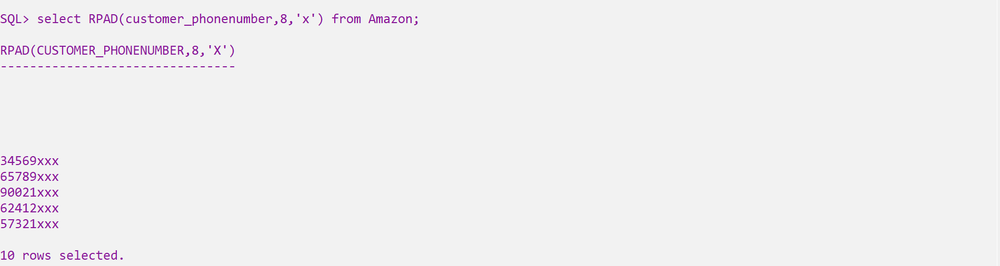 SQL> select RPAD(customer_phonenumber,8,'x') from Amazon;
RPAD(CUSTOMER_PHONENUMBER,8,'X')
--------------------------------
34569xxx
65789xxx
90021xxx
62412xxx
57321xxx
10 rows selected.